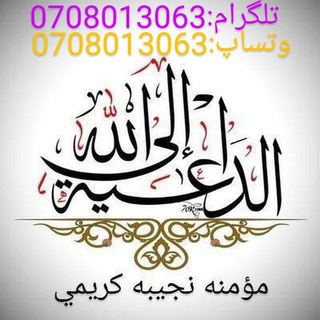 تلگرام:0708013063
وتساپ:0708013063
الداعية إلى الله
مؤمنه نجيبه كريمي